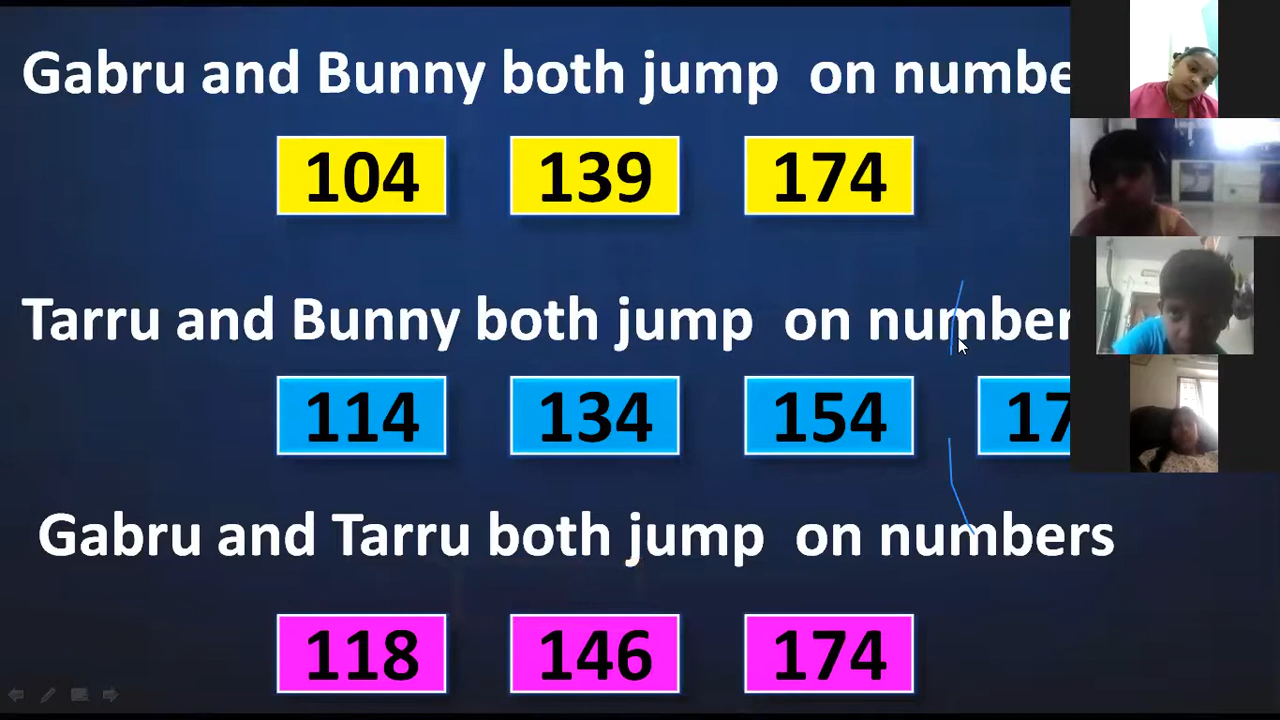 Gabru and Bunny both jump on numbe
104 139 174
Tarru and Bunny both jump on number
114 134 154 17
Gabru and Tarru both jump on numbers
118 146 174